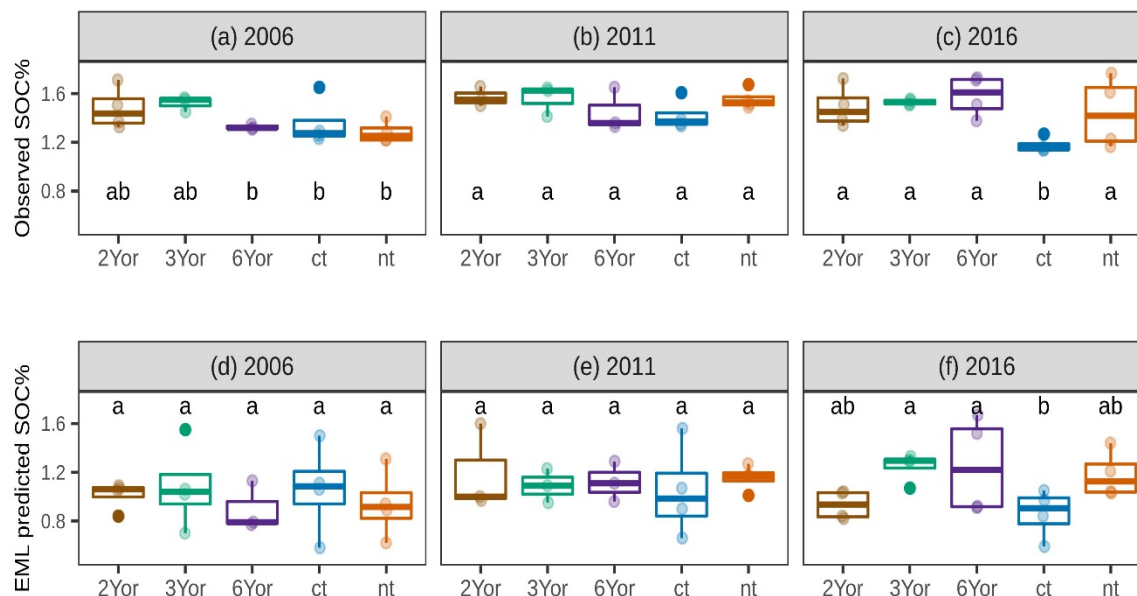 (a) 2006
(b) 2011
(c) 2016
Observed SOC%
1.6
1.2
0.8
ab ab b b b
a a a a a
a a a b a
2Yor 3Yor 6Yor ct nt
2Yor 3Yor 6Yor ct nt
2Yor 3Yor 6Yor ct nt
(d) 2006
(e) 2011
(f) 2016
EML predicted SOC%
1.6
1.2
0.8
a a a a a
a a a a a
ab a a b ab
2Yor 3Yor 6Yor ct nt
2Yor 3Yor 6Yor ct nt
2Yor 3Yor 6Yor ct nt